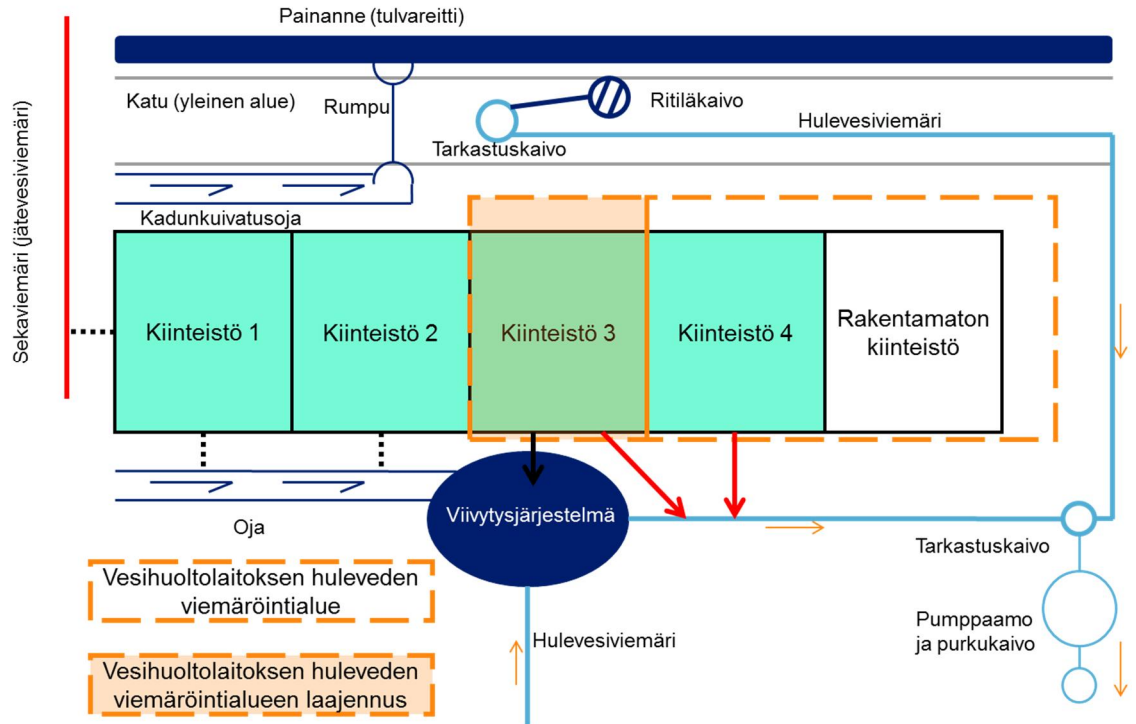 Painanne (tulvareitti)
Sekaviemäri (jätevesiviemäri)
Katu (yleinen alue)
Rumpu
Ritiläkaivo
Hulevesiviemäri
Tarkastuskaivo
Kadunkuivatusoja
Kiinteistö 1
Kiinteistö 2
Kiinteistö 3
Kiinteistö 4
Rakentamaton
kiinteistö
Viivytysjärjestelmä
Oja
Tarkastuskaivo
Vesihuoltolaitoksen huleveden
viemäröintialue
Hulevesiviemäri
Pumppaamo
ja purkukaivo
Vesihuoltolaitoksen huleveden
viemäröintialueen laajennus